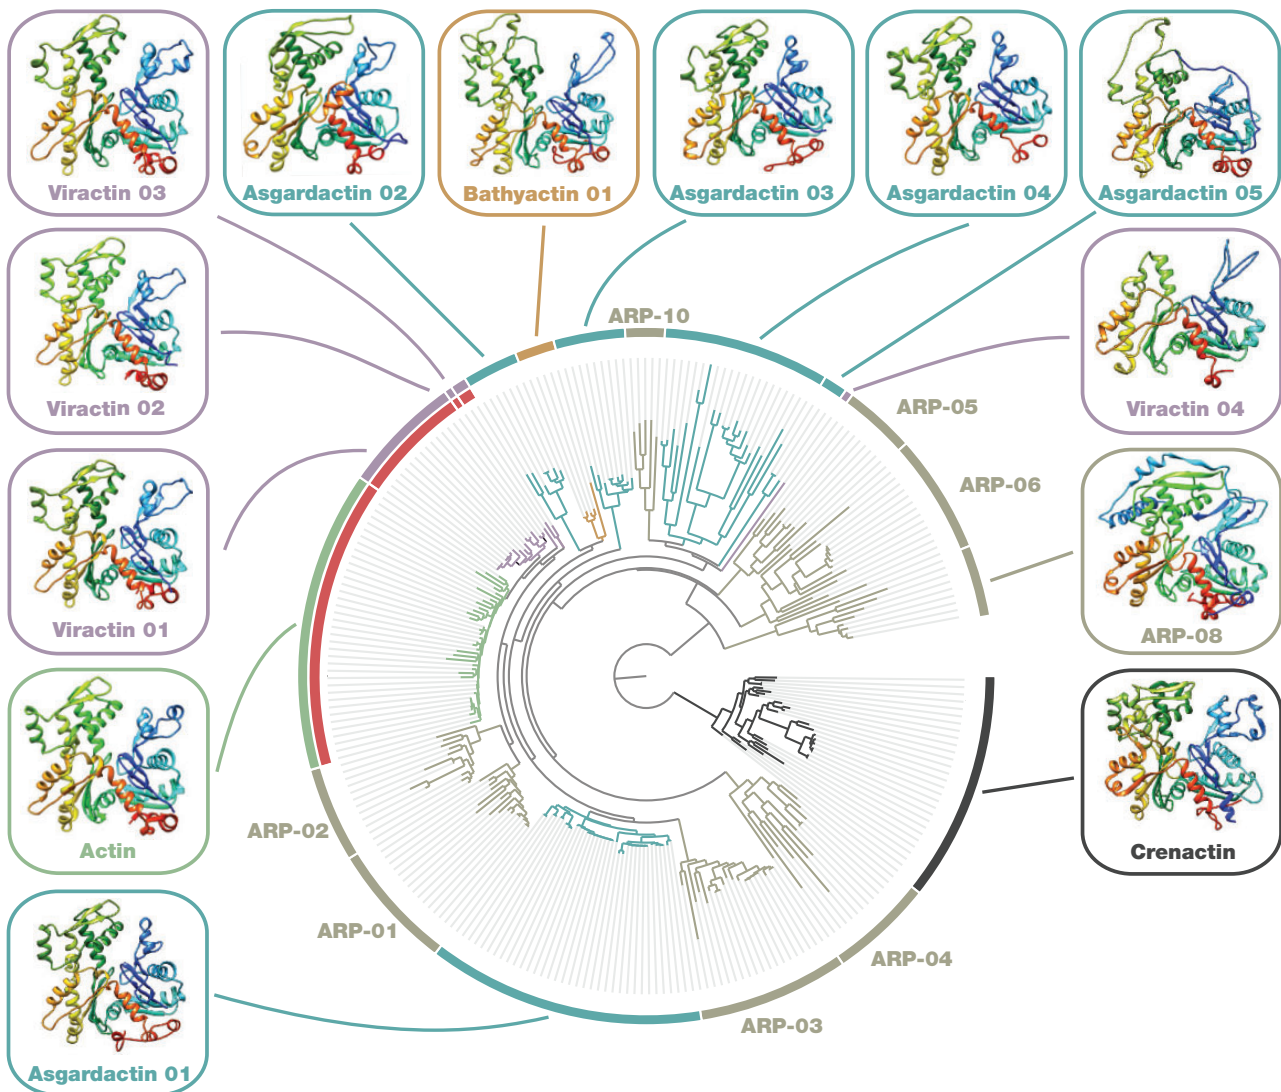 Viractin 03
Asgardactin 02
Bathyactin 01
Asgardactin 03
Asgardactin 04
Asgardactin 05
Viractin 02
ARP-10
Viractin 04
ARP-05
ARP-06
Viractin 01
ARP-08
Actin
Crenactin
ARP-02
ARP-01
ARP-04
ARP-03
Asgardactin 01